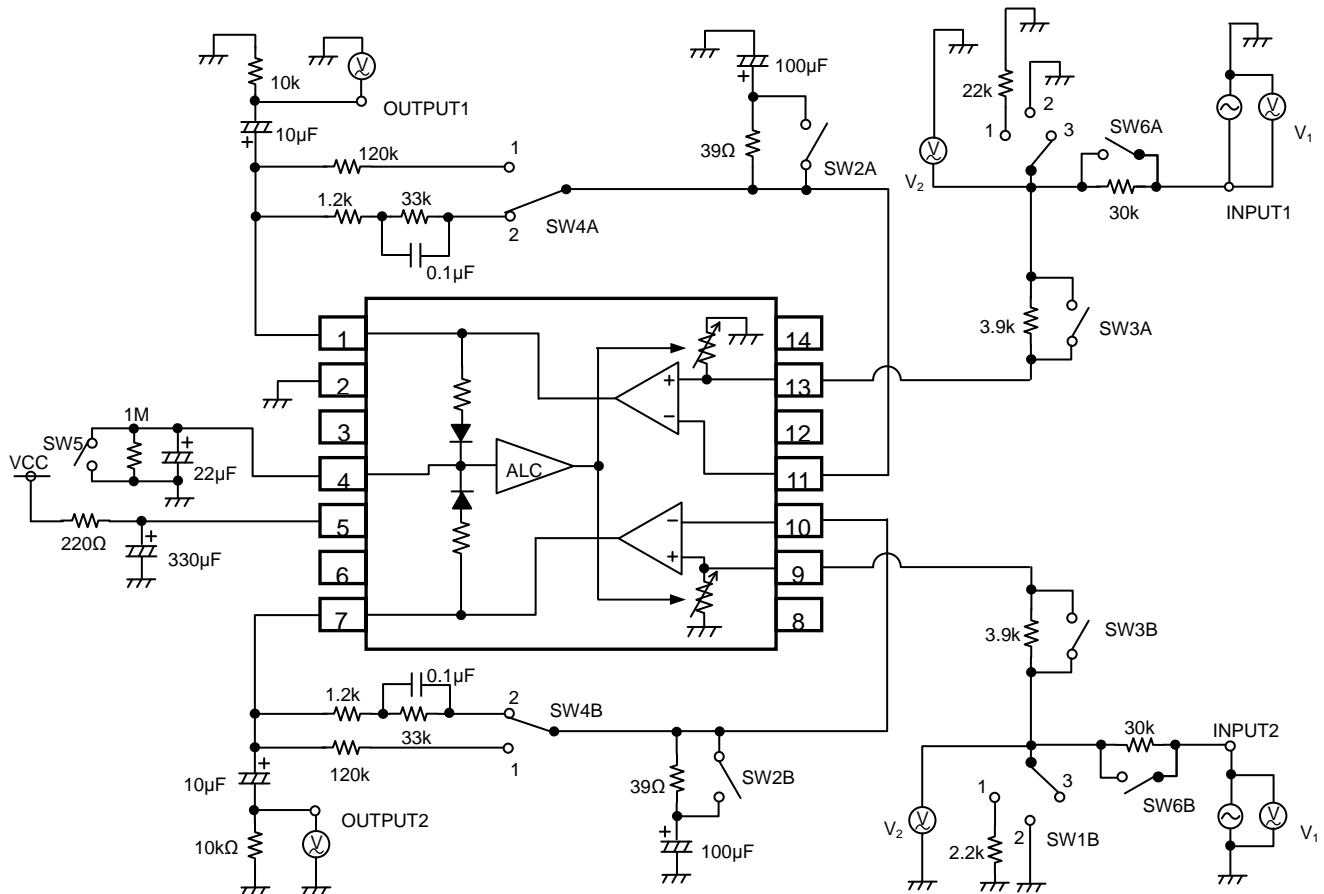 10k
V
OUTPUT1
10µF
120k
1
1.2k
33k
2
SW4A
0.1µF
100µF
39Ω
SW2A
22k
2
1
3
V
V2
SW6A
30k
V
V1
INPUT1
3.9k
SW3A
1
2
3
4
5
6
7
14
13
12
11
10
9
8
ALC
+
−
−
+
1M
+
SW5
22µF
VCC
220Ω
+
330µF
0.1µF
1.2k
2
SW4B
33k
120k
1
10µF
+
10kΩ
V
OUTPUT2
39Ω
SW2B
+
100µF
3.9k
SW3B
30k
INPUT2
SW6B
V
V2
1
3
2
2.2k
SW1B
V
V1
+
+